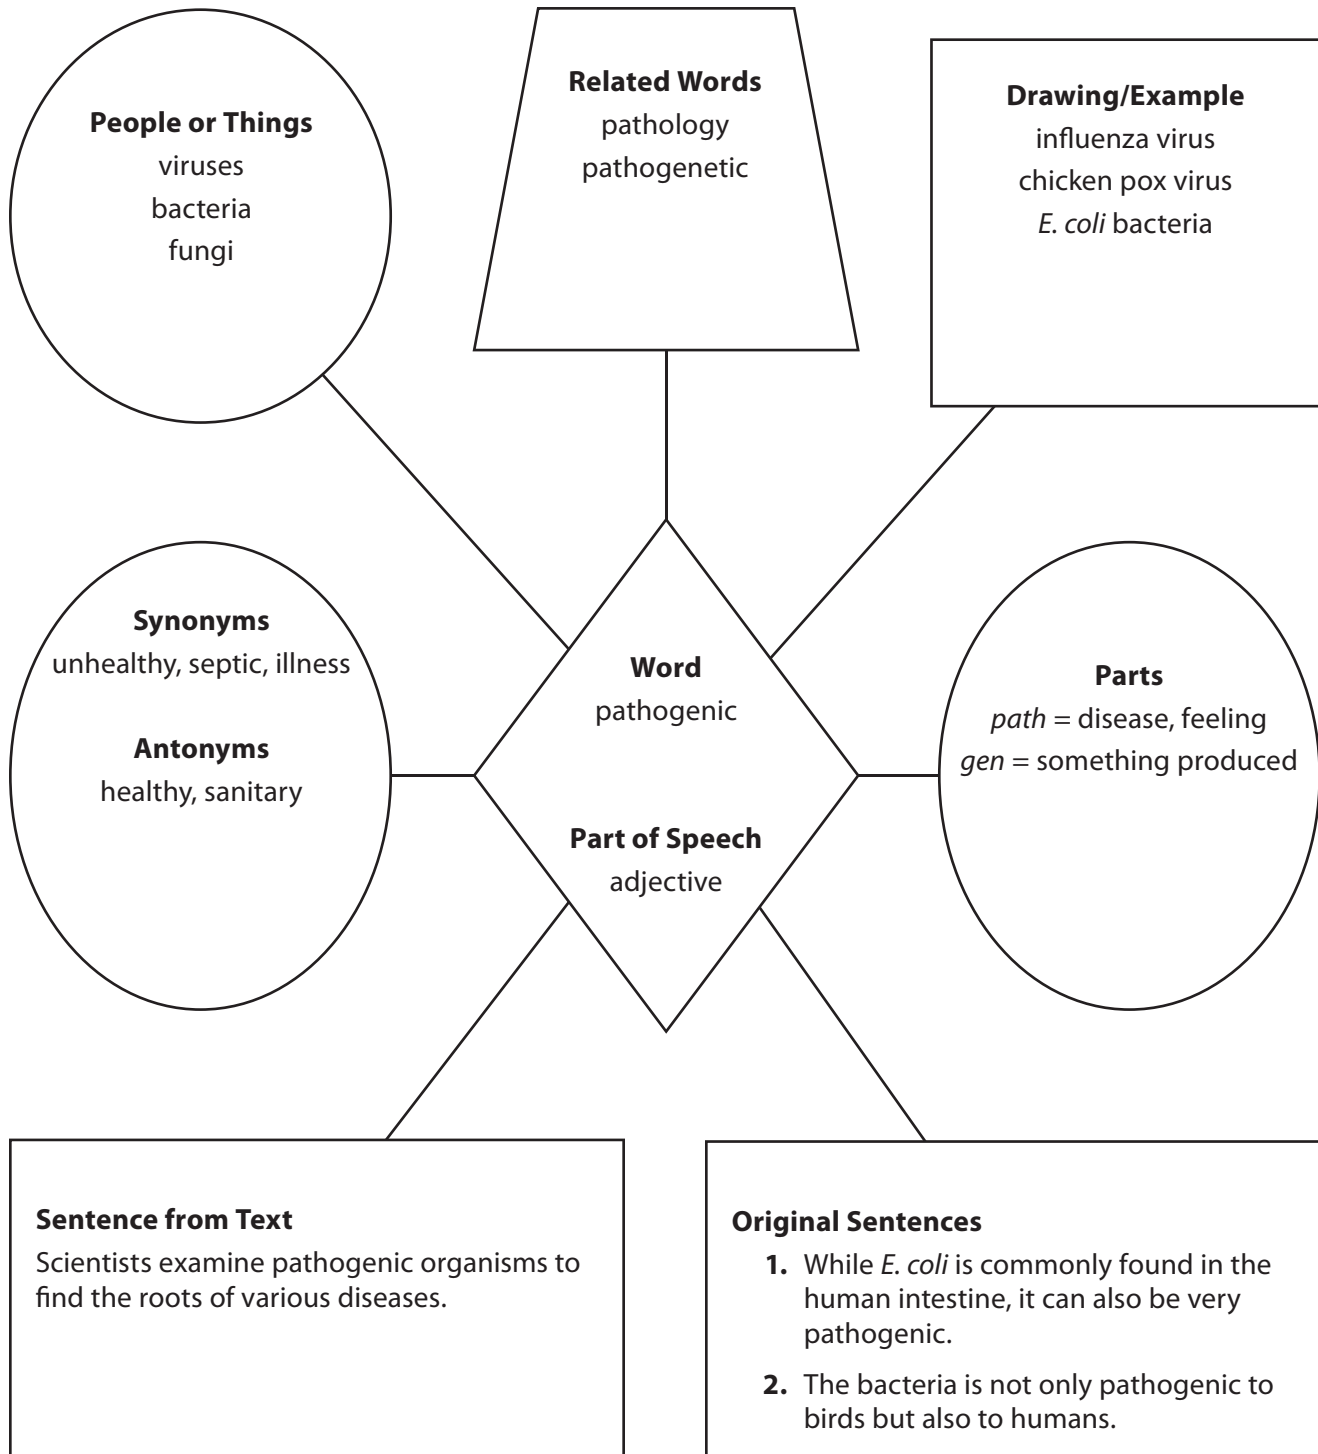 People or Things
viruses
bacteria
fungi
Related Words
pathology
pathogenetic
Drawing/Example
influenza virus
chicken pox virus
E. coli bacteria
Synonyms
unhealthy, septic, illness
Antonyms
healthy, sanitary
Word
pathogenic
Part of Speech
adjective
Parts
path = disease, feeling
gen = something produced
Sentence from Text
Scientists examine pathogenic organisms to
find the roots of various diseases.
Original Sentences
1. While E. coli is commonly found in the
human intestine, it can also be very
pathogenic.
2. The bacteria is not only pathogenic to
birds but also to humans.